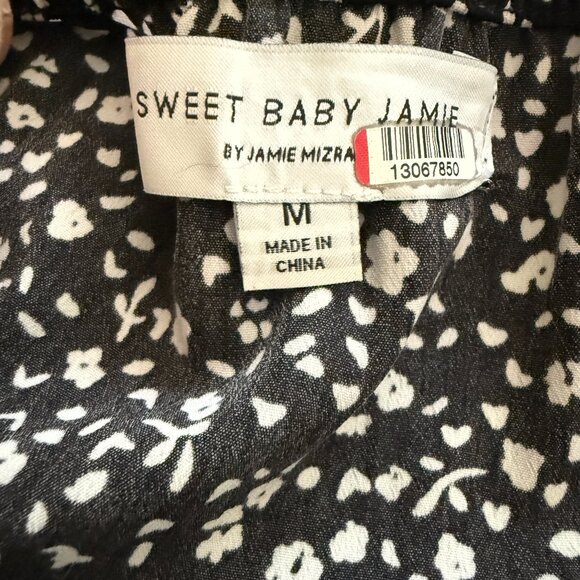 SWEET BABY JAMIE
BY JAMIE MIZRA
13067850
M
MADE IN
CHINA